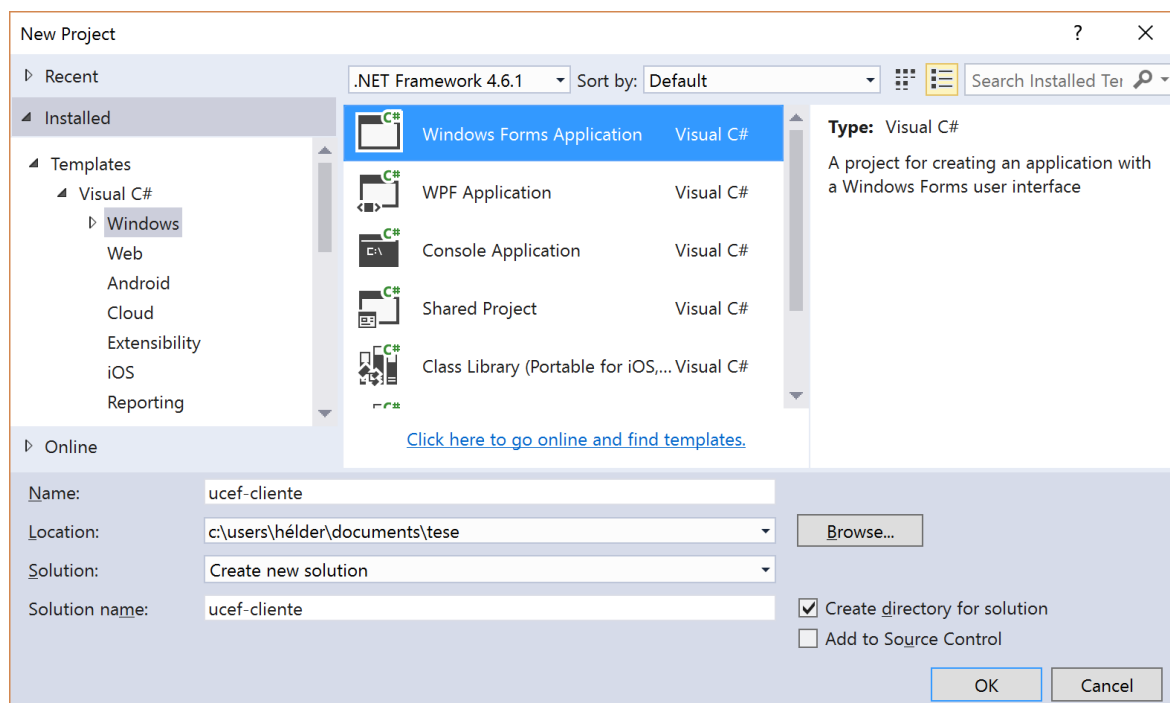 New Project
?
Recent
.NET Framework 4.6.1
Sort by:
Default
Search Installed Ter
Installed
Templates
Visual C#
Windows
Web
Android
Cloud
Extensibility
iOS
Reporting
Online
C#
Windows Forms Application Visual C#
C#
WPF Application Visual C#
C#
C:\
Console Application Visual C#
C#
Shared Project Visual C#
C#
Class Library (Portable for iOS,... Visual C#
C#
Click here to go online and find templates.
Type: Visual C#
A project for creating an application with
a Windows Forms user interface
Name: ucef-cliente
Location: c:\users\hélder\documents\tese Browse...
Solution: Create new solution
Solution name: ucef-cliente
Create directory for solution
Add to Source Control
OK Cancel